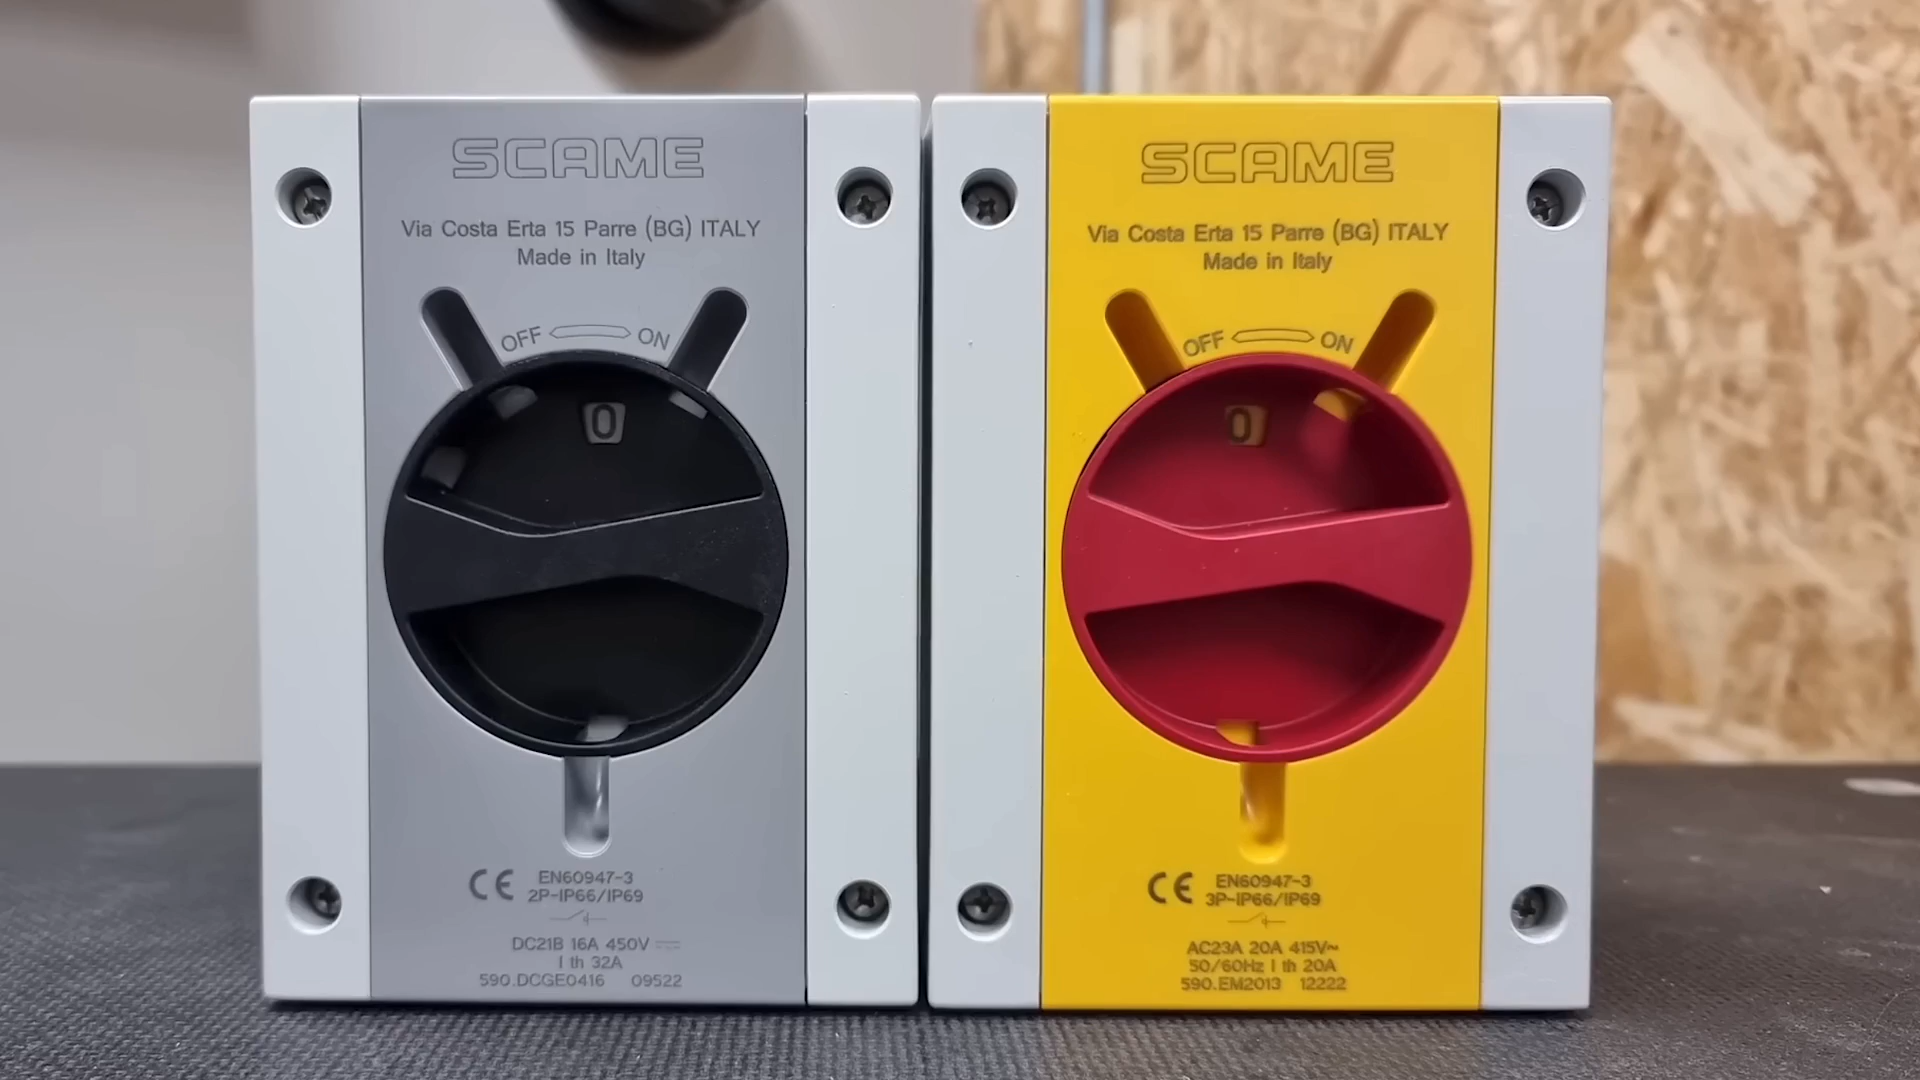 SCAME
Via Costa Erta 15 Parre (BG) ITALY
Made in Italy
OFF ON
0
CE
EN60947-3
2P-IP66/IP69
DC21B 16A 450V
I th 32A
590.DCGE0416 09522
SCAME
Via Costa Erta 15 Parre (BG) ITALY
Made in Italy
OFF ON
0
CE
EN60947-3
3P-IP66/IP69
AC23A 20A 415V~
50/60Hz I th 20A
590.EM2013 12222